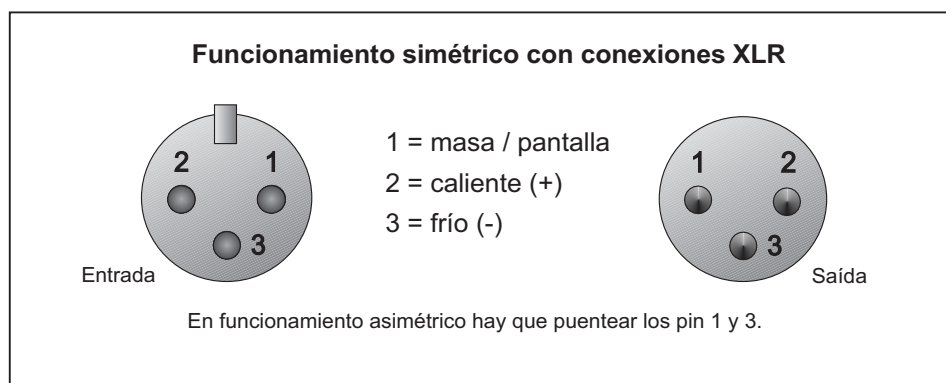 Funcionamiento simétrico con conexiones XLR
2 1
3
Entrada
1 = masa / pantalla
2 = caliente (+)
3 = frío (-)
1 2
3
Saída
En funcionamiento asimétrico hay que puentear los pin 1 y 3.